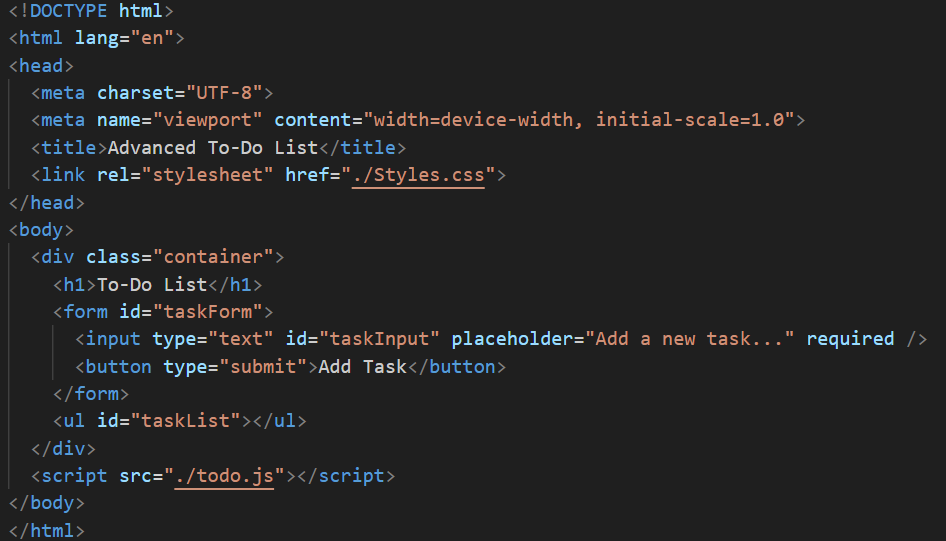 <!DOCTYPE html>
<html lang="en">
<head>
  <meta charset="UTF-8">
  <meta name="viewport" content="width=device-width, initial-scale=1.0">
  <title>Advanced To-Do List</title>
  <link rel="stylesheet" href="./Styles.css">
</head>
<body>
  <div class="container">
    <h1>To-Do List</h1>
    <form id="taskForm">
      <input type="text" id="taskInput" placeholder="Add a new task..." required />
      <button type="submit">Add Task</button>
    </form>
    <ul id="taskList"></ul>
  </div>
  <script src="./todo.js"></script>
</body>
</html>